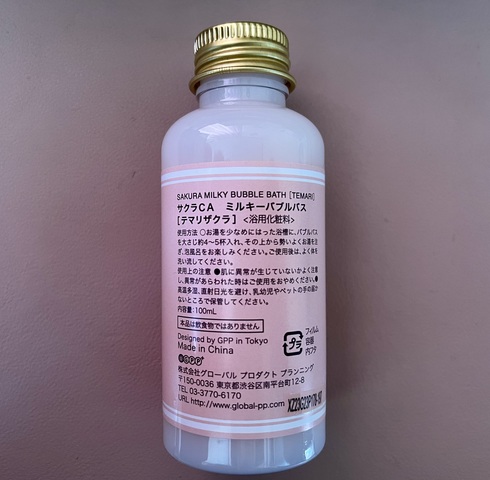 SAKURA MILKY BUBBLE BATH [TEMARI]
サクラCA ミルキーバブルバス
[テマリザクラ] <浴用化粧料>
使用方法 ○お湯を少なめにはった浴槽に、バブルバス
を大さじ約4〜5杯入れ、その上から勢いよくお湯を注
ぎ、泡風呂をお楽しみください。ご使用後は、よく体を
洗い流してください。
使用上の注意 ●肌に異常が生じていないかよく注意
し、異常があらわれた時はご使用をおやめください。●
高温多湿、直射日光を避け、乳幼児やペットの手の届か
ないところで保管してください。
内容量:100mL
本品は飲食物ではありません
Designed by GPP in Tokyo
Made in China
プラ
フィルム
容器
内フタ
GPP
株式会社グローバル プロダクト プランニング
〒150-0036 東京都渋谷区南平台町12-8
TEL 03-3770-6170
URL http://www.global-pp.com